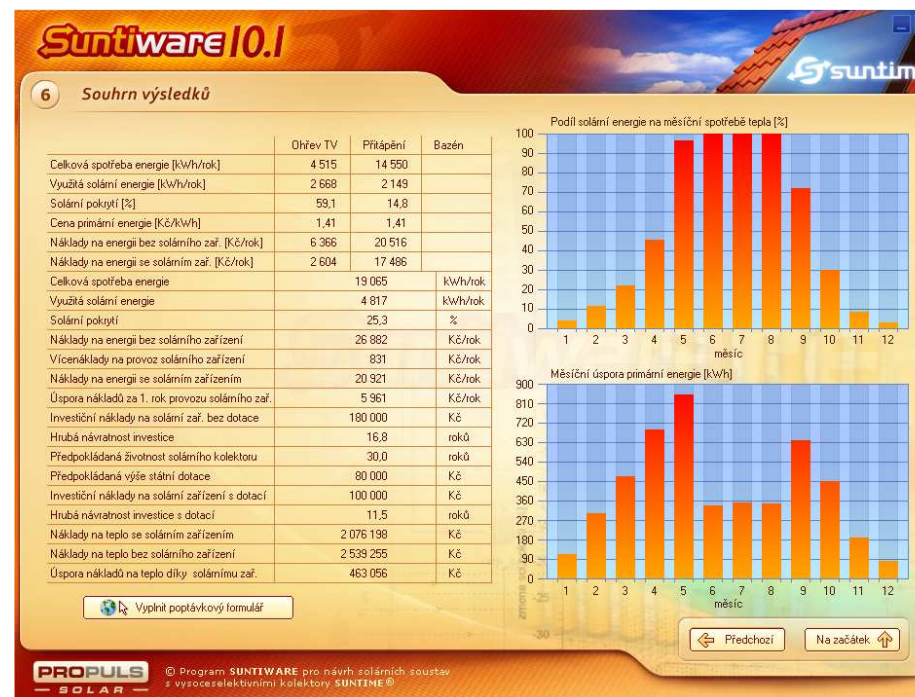 Suntiware 10.1
suntim
6 Souhrn výsledků
Ohřev TV Přitápění Bazén
Celková spotřeba energie [kWh/rok] 4 515 14 550
Využitá solární energie [kWh/rok] 2 668 2 149
Solární pokrytí [%] 59,1 14,8
Cena primární energie [Kč/kWh] 1,41 1,41
Náklady na energii bez solárního zař. [Kč/rok] 6 366 20 516
Náklady na energii se solárním zař. [Kč/rok] 2 604 17 486
Celková spotřeba energie 19 065 kWh/rok
Využitá solární energie 4 817 kWh/rok
Solární pokrytí 25,3 %
Náklady na energii bez solárního zařízení 26 882 Kč/rok
Vícenáklady na provoz solárního zařízení 831 Kč/rok
Náklady na energii se solárním zařízením 20 921 Kč/rok
Úspora nákladů za 1. rok provozu solárního zař. 5 961 Kč/rok
Investiční náklady na solární zař. bez dotace 180 000 Kč
Hrubá návratnost investice 16,8 roků
Předpokládaná životnost solárního kolektoru 30,0 roků
Předpokládaná výše státní dotace 80 000 Kč
Investiční náklady na solární zařízení s dotací 100 000 Kč
Hrubá návratnost investice s dotací 11,5 roků
Náklady na teplo se solárním zařízením 2 076 198 Kč
Náklady na teplo bez solárního zařízení 2 539 255 Kč
Úspora nákladů na teplo díky solárnímu zař. 463 056 Kč
Vyplnit poptávkový formulář
Podíl solární energie na měsíční spotřebě tepla [%]
100
90
80
70
60
50
40
30
20
10
0
1 2 3 4 5 6 7 8 9 10 11 12
měsíc
Měsíční úspora primární energie [kWh]
900
810
720
630
540
450
360
270
180
90
0
1 2 3 4 5 6 7 8 9 10 11 12
měsíc
-25
-30
Předchozí Na začátek
PROPULS
SOLAR
© Program SUNTIWARE pro návrh solárních soustav
s vysoceselektivními kolektory SUNTIME®